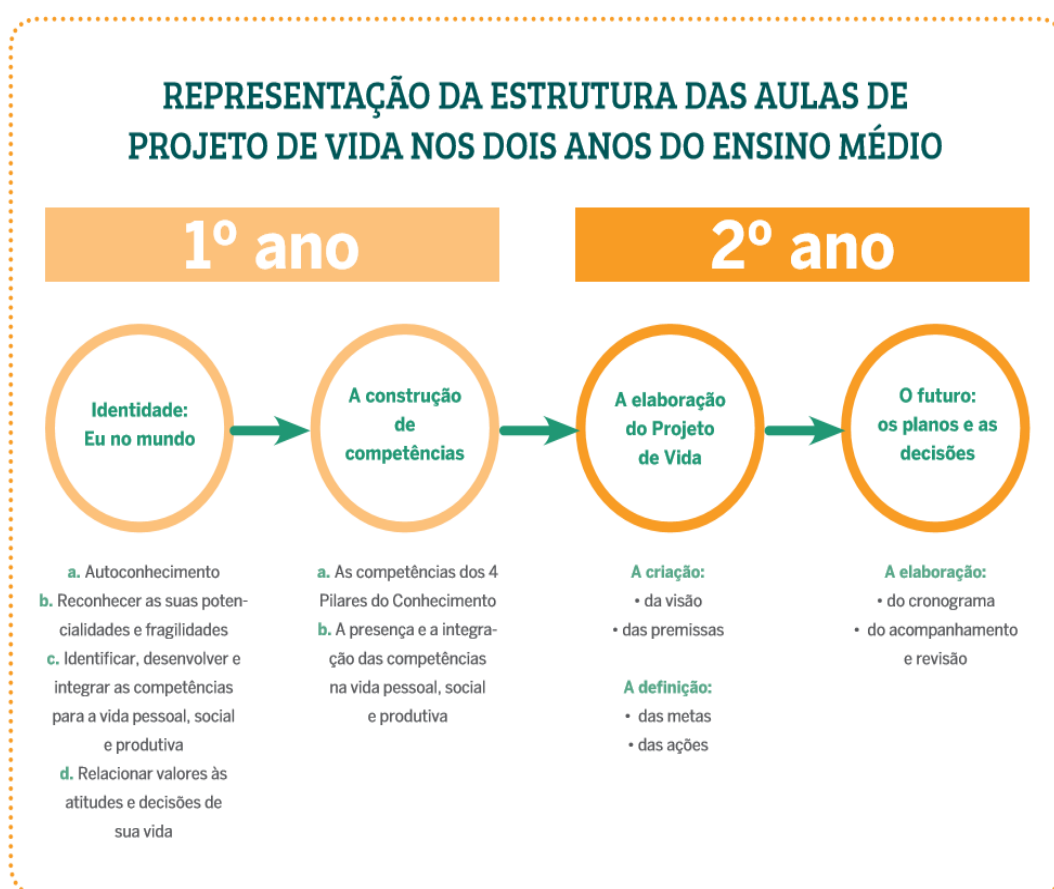 REPRESENTAÇÃO DA ESTRUTURA DAS AULAS DE
PROJETO DE VIDA NOS DOIS ANOS DO ENSINO MÉDIO
1º ano
Identidade:
Eu no mundo
a. Autoconhecimento
b. Reconhecer as suas poten-
cialidades e fragilidades
c. Identificar, desenvolver e
integrar as competências
para a vida pessoal, social
e produtiva
d. Relacionar valores às
atitudes e decisões de
sua vida
A construção
de
competências
a. As competências dos 4
Pilares do Conhecimento
b. A presença e a integra-
ção das competências
na vida pessoal, social
e produtiva
2º ano
A elaboração
do Projeto
de Vida
A criação:
• da visão
• das premissas
A definição:
• das metas
• das ações
O futuro:
os planos e as
decisões
A elaboração:
• do cronograma
• do acompanhamento
e revisão